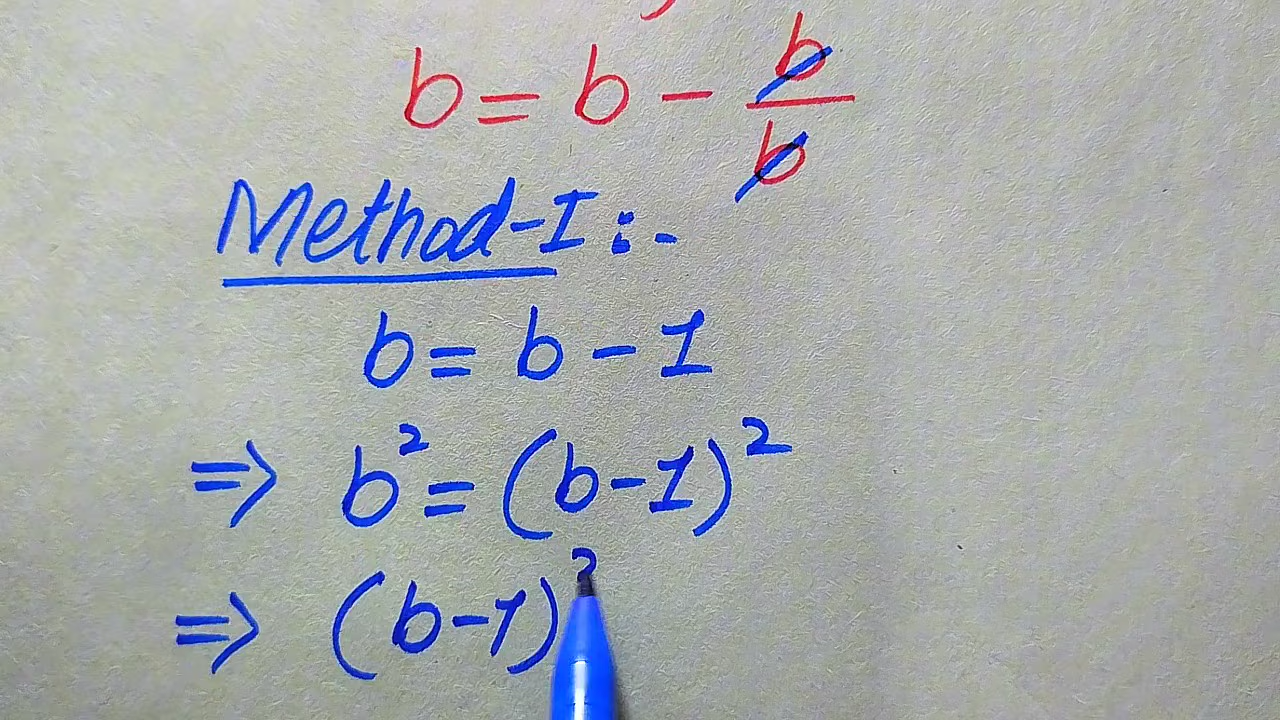 b = b - b/b
Method-I :-
b = b - 1
=> b² = (b-1)²
=> (b-1)²